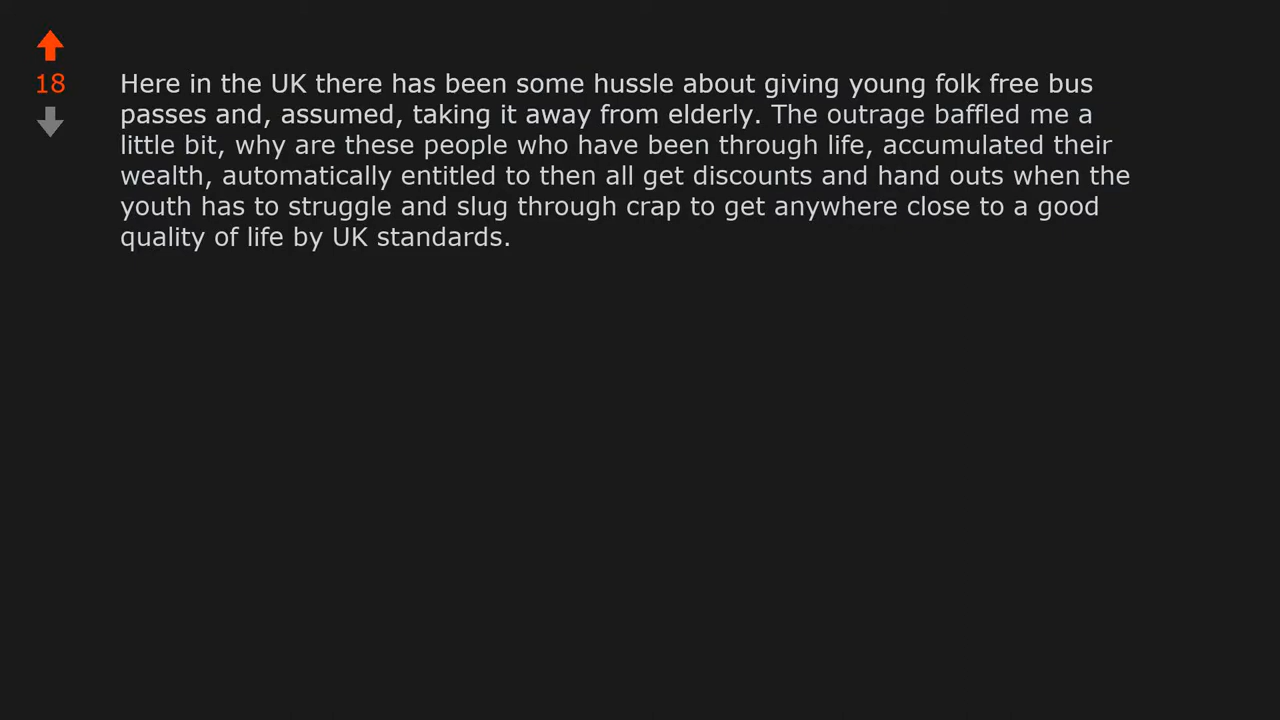 18
Here in the UK there has been some hussle about giving young folk free bus
passes and, assumed, taking it away from elderly. The outrage baffled me a
little bit, why are these people who have been through life, accumulated their
wealth, automatically entitled to then all get discounts and hand outs when the
youth has to struggle and slug through crap to get anywhere close to a good
quality of life by UK standards.